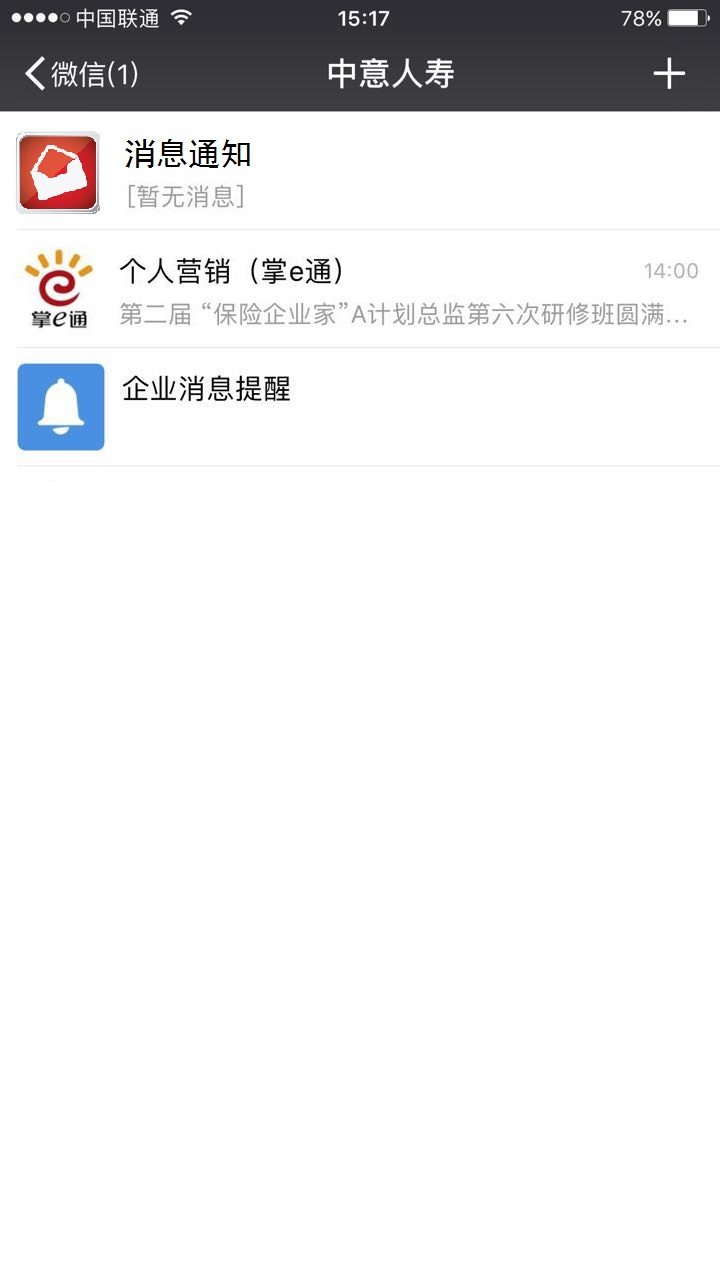 中国联通 15:17 78%
微信(1) 中意人寿
消息通知
[暂无消息]
个人营销（掌e通） 14:00
掌e通
第二届 “保险企业家”A计划总监第六次研修班圆满...
企业消息提醒